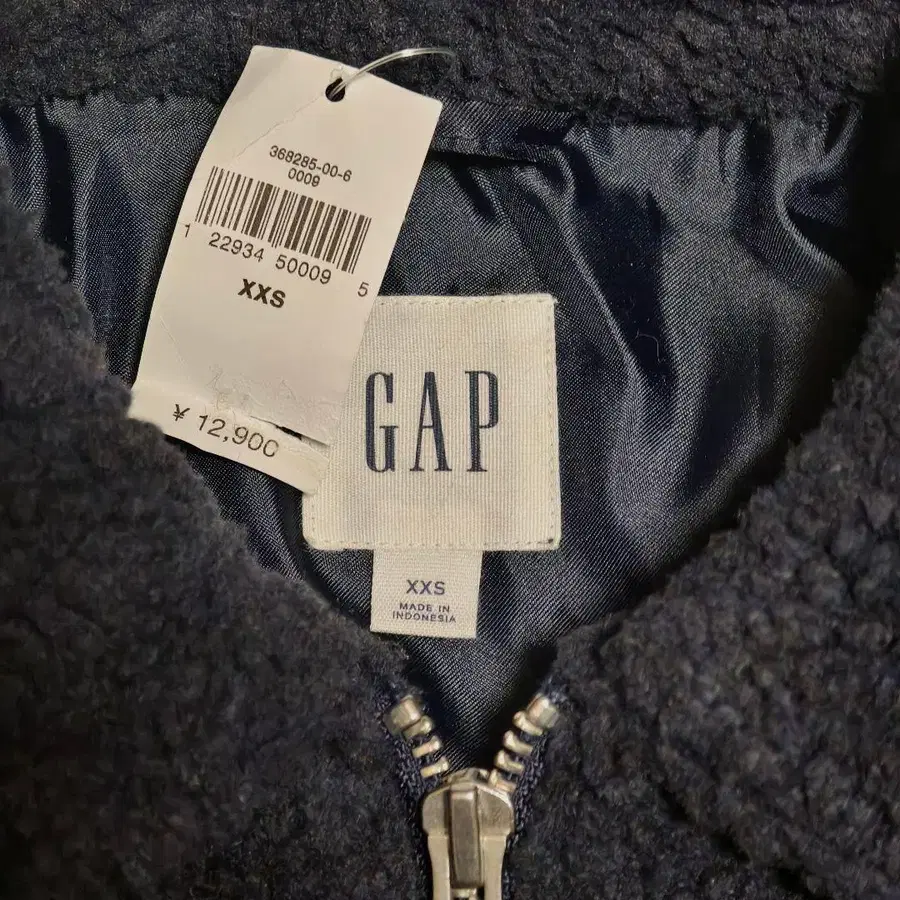 368285-00-6
0009
1 22934 50009 5
XXS
¥ 12,900
GAP
XXS
MADE IN
INDONESIA